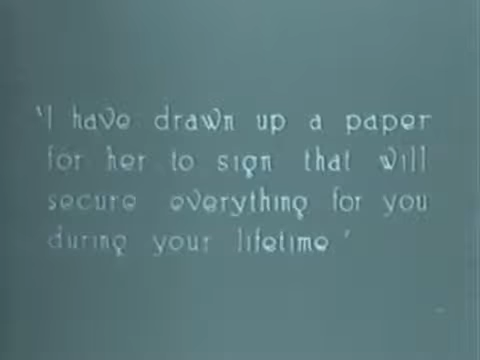 'I have drawn up a paper
for her to sign that will
secure everything for you
during your lifetime.'